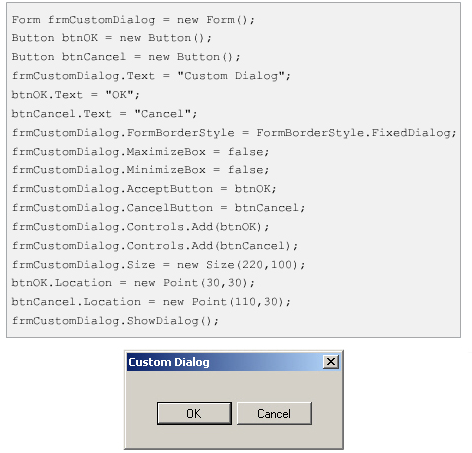 Form frmCustomDialog = new Form();
Button btnOK = new Button();
Button btnCancel = new Button();
frmCustomDialog.Text = "Custom Dialog";
btnOK.Text = "OK";
btnCancel.Text = "Cancel";
frmCustomDialog.FormBorderStyle = FormBorderStyle.FixedDialog;
frmCustomDialog.MaximizeBox = false;
frmCustomDialog.MinimizeBox = false;
frmCustomDialog.AcceptButton = btnOK;
frmCustomDialog.CancelButton = btnCancel;
frmCustomDialog.Controls.Add(btnOK);
frmCustomDialog.Controls.Add(btnCancel);
frmCustomDialog.Size = new Size(220,100);
btnOK.Location = new Point(30,30);
btnCancel.Location = new Point(110,30);
frmCustomDialog.ShowDialog();
Custom Dialog
OK Cancel